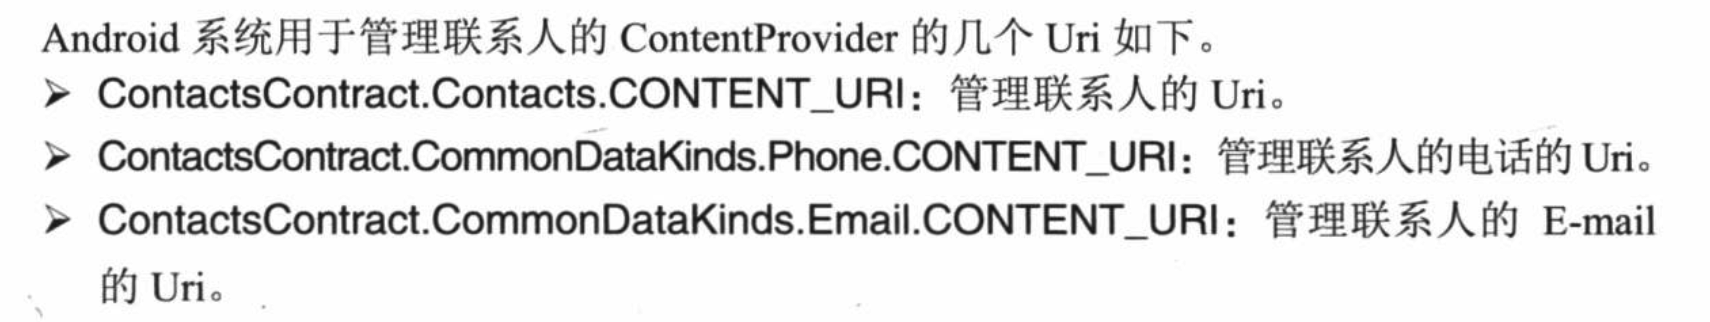 Android 系统用于管理联系人的 ContentProvider 的几个 Uri 如下。
➢ ContactsContract.Contacts.CONTENT_URI：管理联系人的 Uri。
➢ ContactsContract.CommonDataKinds.Phone.CONTENT_URI：管理联系人的电话的 Uri。
➢ ContactsContract.CommonDataKinds.Email.CONTENT_URI：管理联系人的 E-mail
的 Uri。